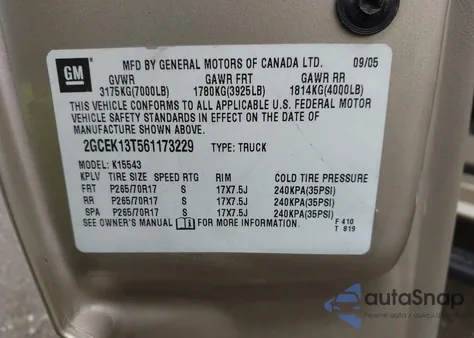 GM
MFD BY GENERAL MOTORS OF CANADA LTD. 09/05
GVWR GAWR FRT GAWR RR
3175KG(7000LB) 1780KG(3925LB) 1814KG(4000LB)
THIS VEHICLE CONFORMS TO ALL APPLICABLE U.S. FEDERAL MOTOR
VEHICLE SAFETY STANDARDS IN EFFECT ON THE DATE OF
MANUFACTURE SHOWN ABOVE.
2GCEK13T561173229 TYPE: TRUCK
MODEL: K15543
KPLV TIRE SIZE SPEED RTG RIM COLD TIRE PRESSURE
FRT P265/70R17 S 17X7.5J 240KPA(35PSI)
RR P265/70R17 S 17X7.5J 240KPA(35PSI)
SPA P265/70R17 S 17X7.5J 240KPA(35PSI)
SEE OWNER'S MANUAL FOR MORE INFORMATION. F 410
T 819
autoSnap